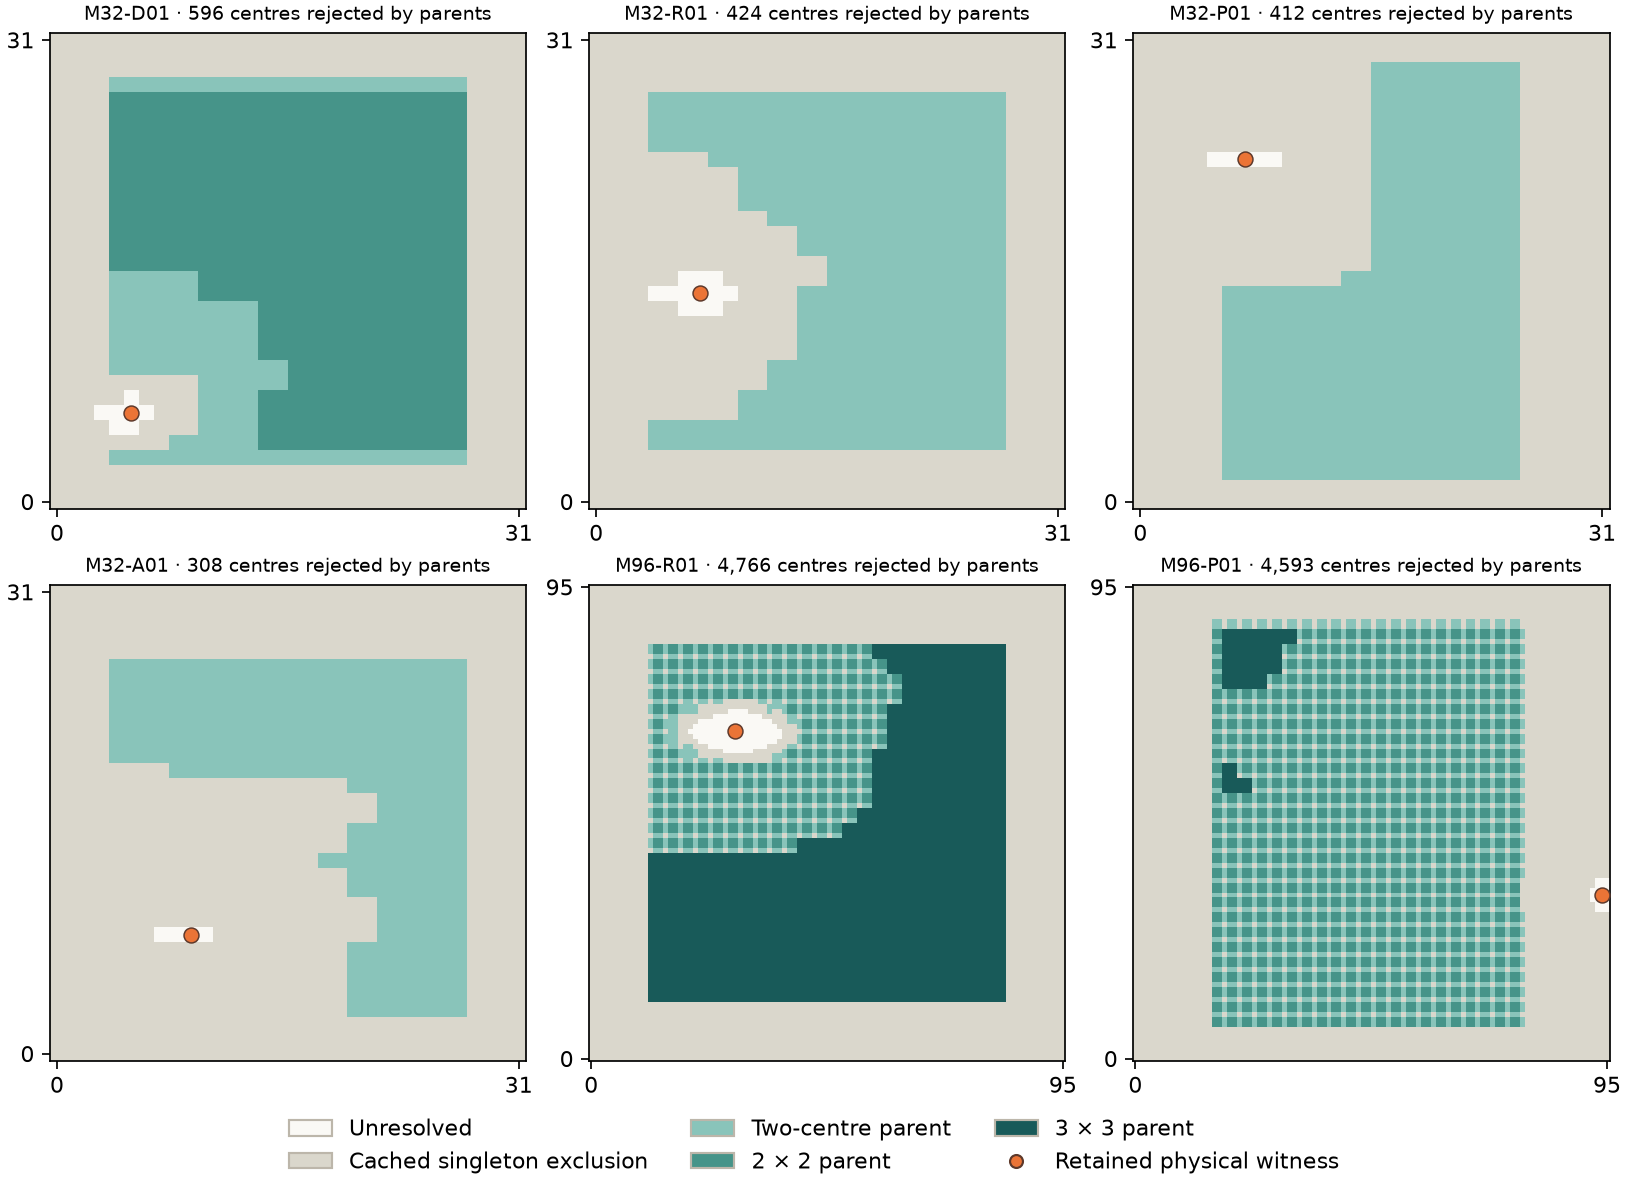 M32-D01 · 596 centres rejected by parents
M32-R01 · 424 centres rejected by parents
M32-P01 · 412 centres rejected by parents
31
31
31
0
0
0
0
31
0
31
0
31
M32-A01 · 308 centres rejected by parents
M96-R01 · 4,766 centres rejected by parents
M96-P01 · 4,593 centres rejected by parents
31
95
95
0
0
0
0
31
0
95
0
95
Unresolved
Two-centre parent
3 × 3 parent
Cached singleton exclusion
2 × 2 parent
Retained physical witness